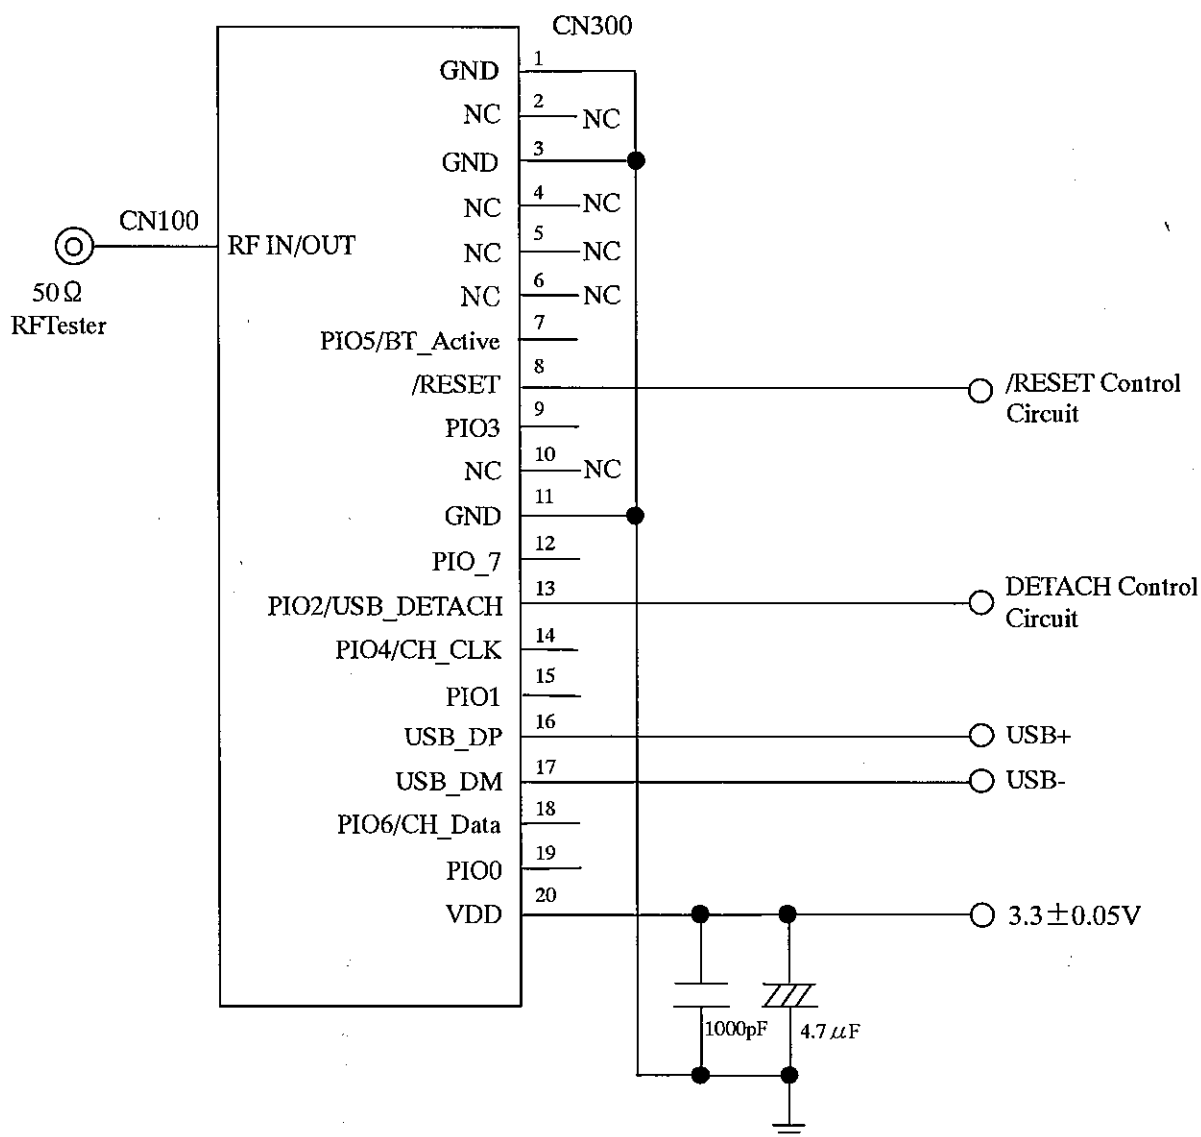 CN300
GND 1
NC 2 NC
GND 3
NC 4 NC
CN100
RF IN/OUT
NC 5 NC
50Ω
RFTester
NC 6 NC
PIO5/BT_Active 7
/RESET 8 /RESET Control
Circuit
PIO3 9
NC 10 NC
GND 11
PIO_7 12
PIO2/USB_DETACH 13 DETACH Control
Circuit
PIO4/CH_CLK 14
PIO1 15
USB_DP 16 USB+
USB_DM 17 USB-
PIO6/CH_Data 18
PIO0 19
VDD 20 3.3±0.05V
1000pF 4.7μF